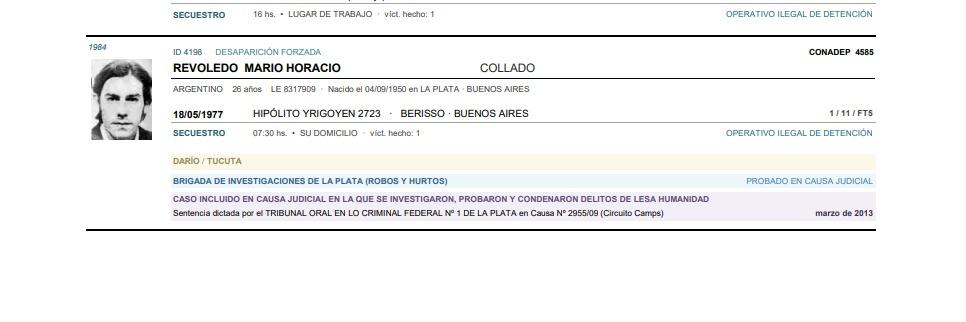 SECUESTRO 16 hs. • LUGAR DE TRABAJO · víct. hecho: 1 OPERATIVO ILEGAL DE DETENCIÓN
1984
ID 4198 DESAPARICIÓN FORZADA CONADEP 4585
REVOLEDO MARIO HORACIO COLLADO
ARGENTINO 26 años LE 8317909 · Nacido el 04/09/1950 en LA PLATA · BUENOS AIRES
18/05/1977 HIPÓLITO YRIGOYEN 2723 · BERISSO · BUENOS AIRES 1 / 11 / FT5
SECUESTRO 07:30 hs. • SU DOMICILIO · víct. hecho: 1 OPERATIVO ILEGAL DE DETENCIÓN
DARÍO / TUCUTA
BRIGADA DE INVESTIGACIONES DE LA PLATA (ROBOS Y HURTOS) PROBADO EN CAUSA JUDICIAL
CASO INCLUIDO EN CAUSA JUDICIAL EN LA QUE SE INVESTIGARON, PROBARON Y CONDENARON DELITOS DE LESA HUMANIDAD
Sentencia dictada por el TRIBUNAL ORAL EN LO CRIMINAL FEDERAL Nº 1 DE LA PLATA en Causa Nº 2955/09 (Circuito Camps) marzo de 2013